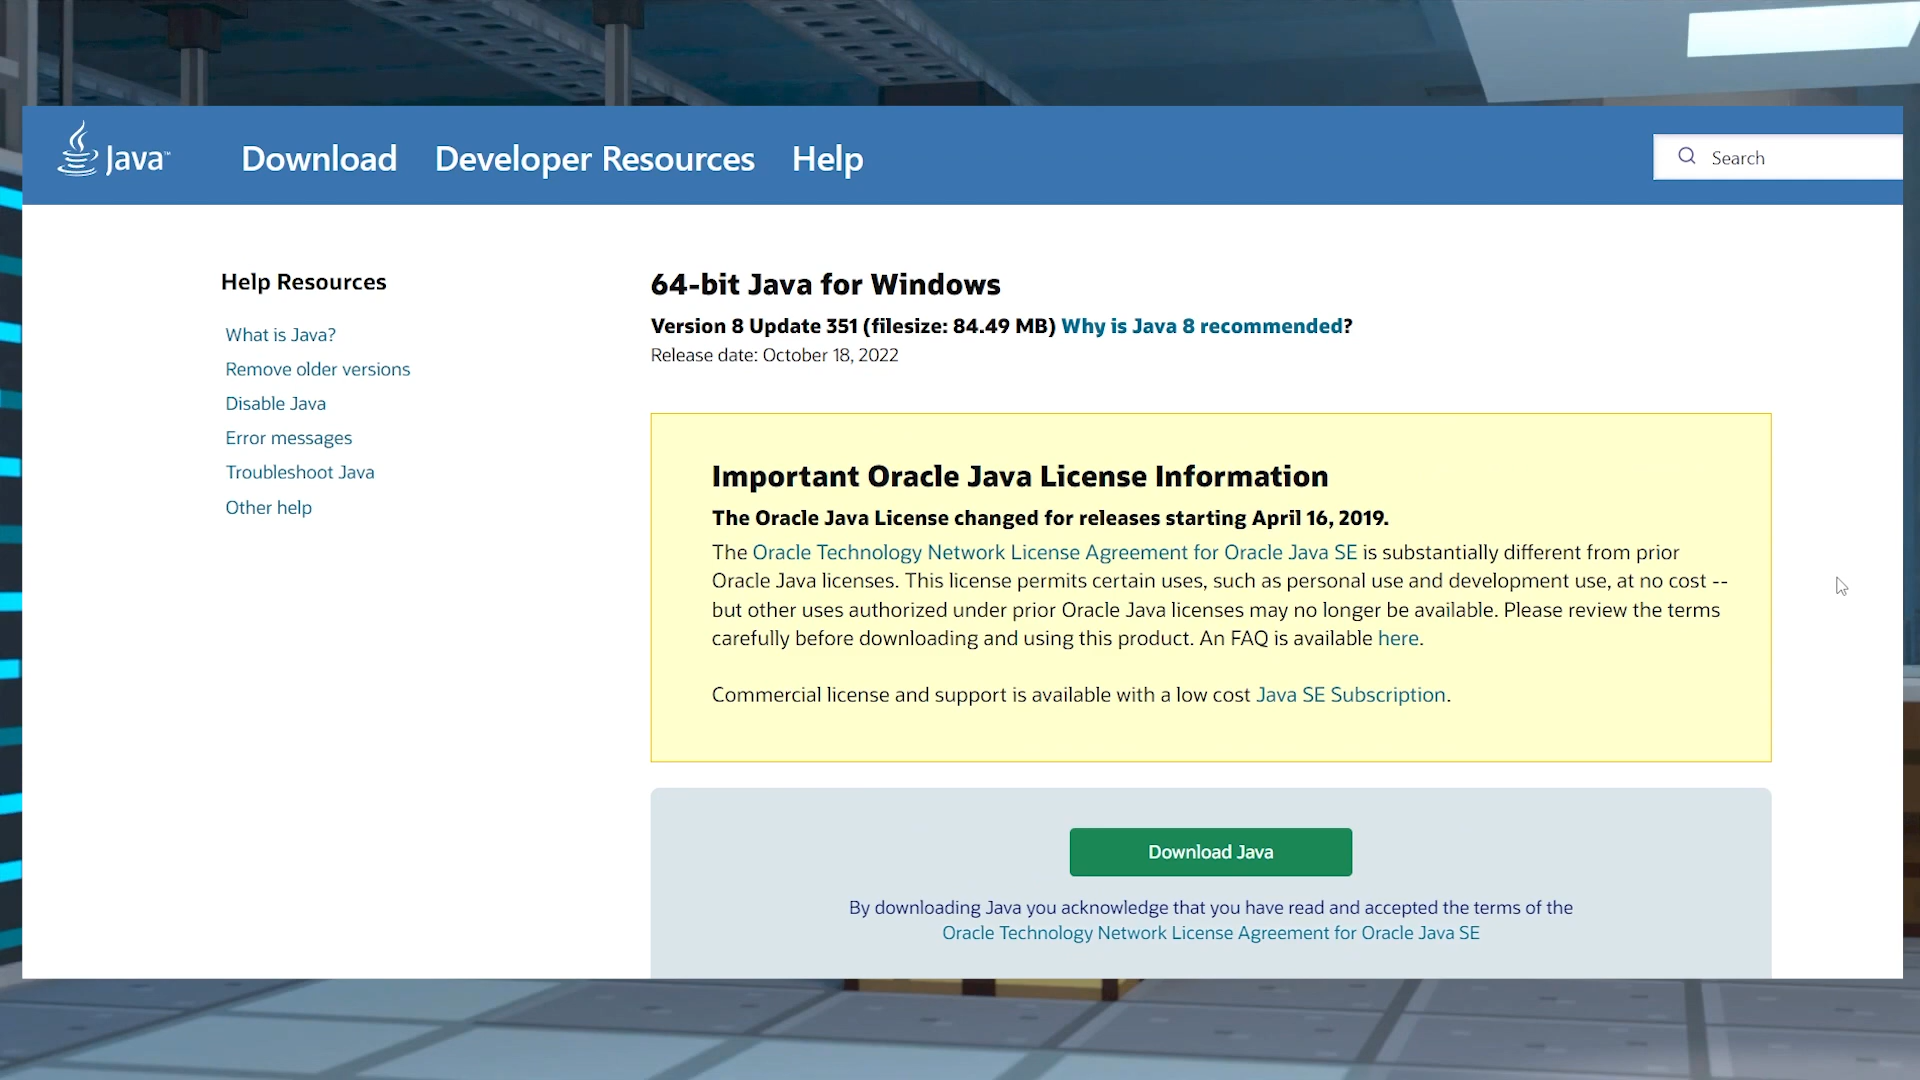 Java™
Download
Developer Resources
Help
Search
Help Resources
What is Java?
Remove older versions
Disable Java
Error messages
Troubleshoot Java
Other help
64-bit Java for Windows
Version 8 Update 351 (filesize: 84.49 MB) Why is Java 8 recommended?
Release date: October 18, 2022
Important Oracle Java License Information
The Oracle Java License changed for releases starting April 16, 2019.
The Oracle Technology Network License Agreement for Oracle Java SE is substantially different from prior
Oracle Java licenses. This license permits certain uses, such as personal use and development use, at no cost --
but other uses authorized under prior Oracle Java licenses may no longer be available. Please review the terms
carefully before downloading and using this product. An FAQ is available here.
Commercial license and support is available with a low cost Java SE Subscription.
Download Java
By downloading Java you acknowledge that you have read and accepted the terms of the
Oracle Technology Network License Agreement for Oracle Java SE